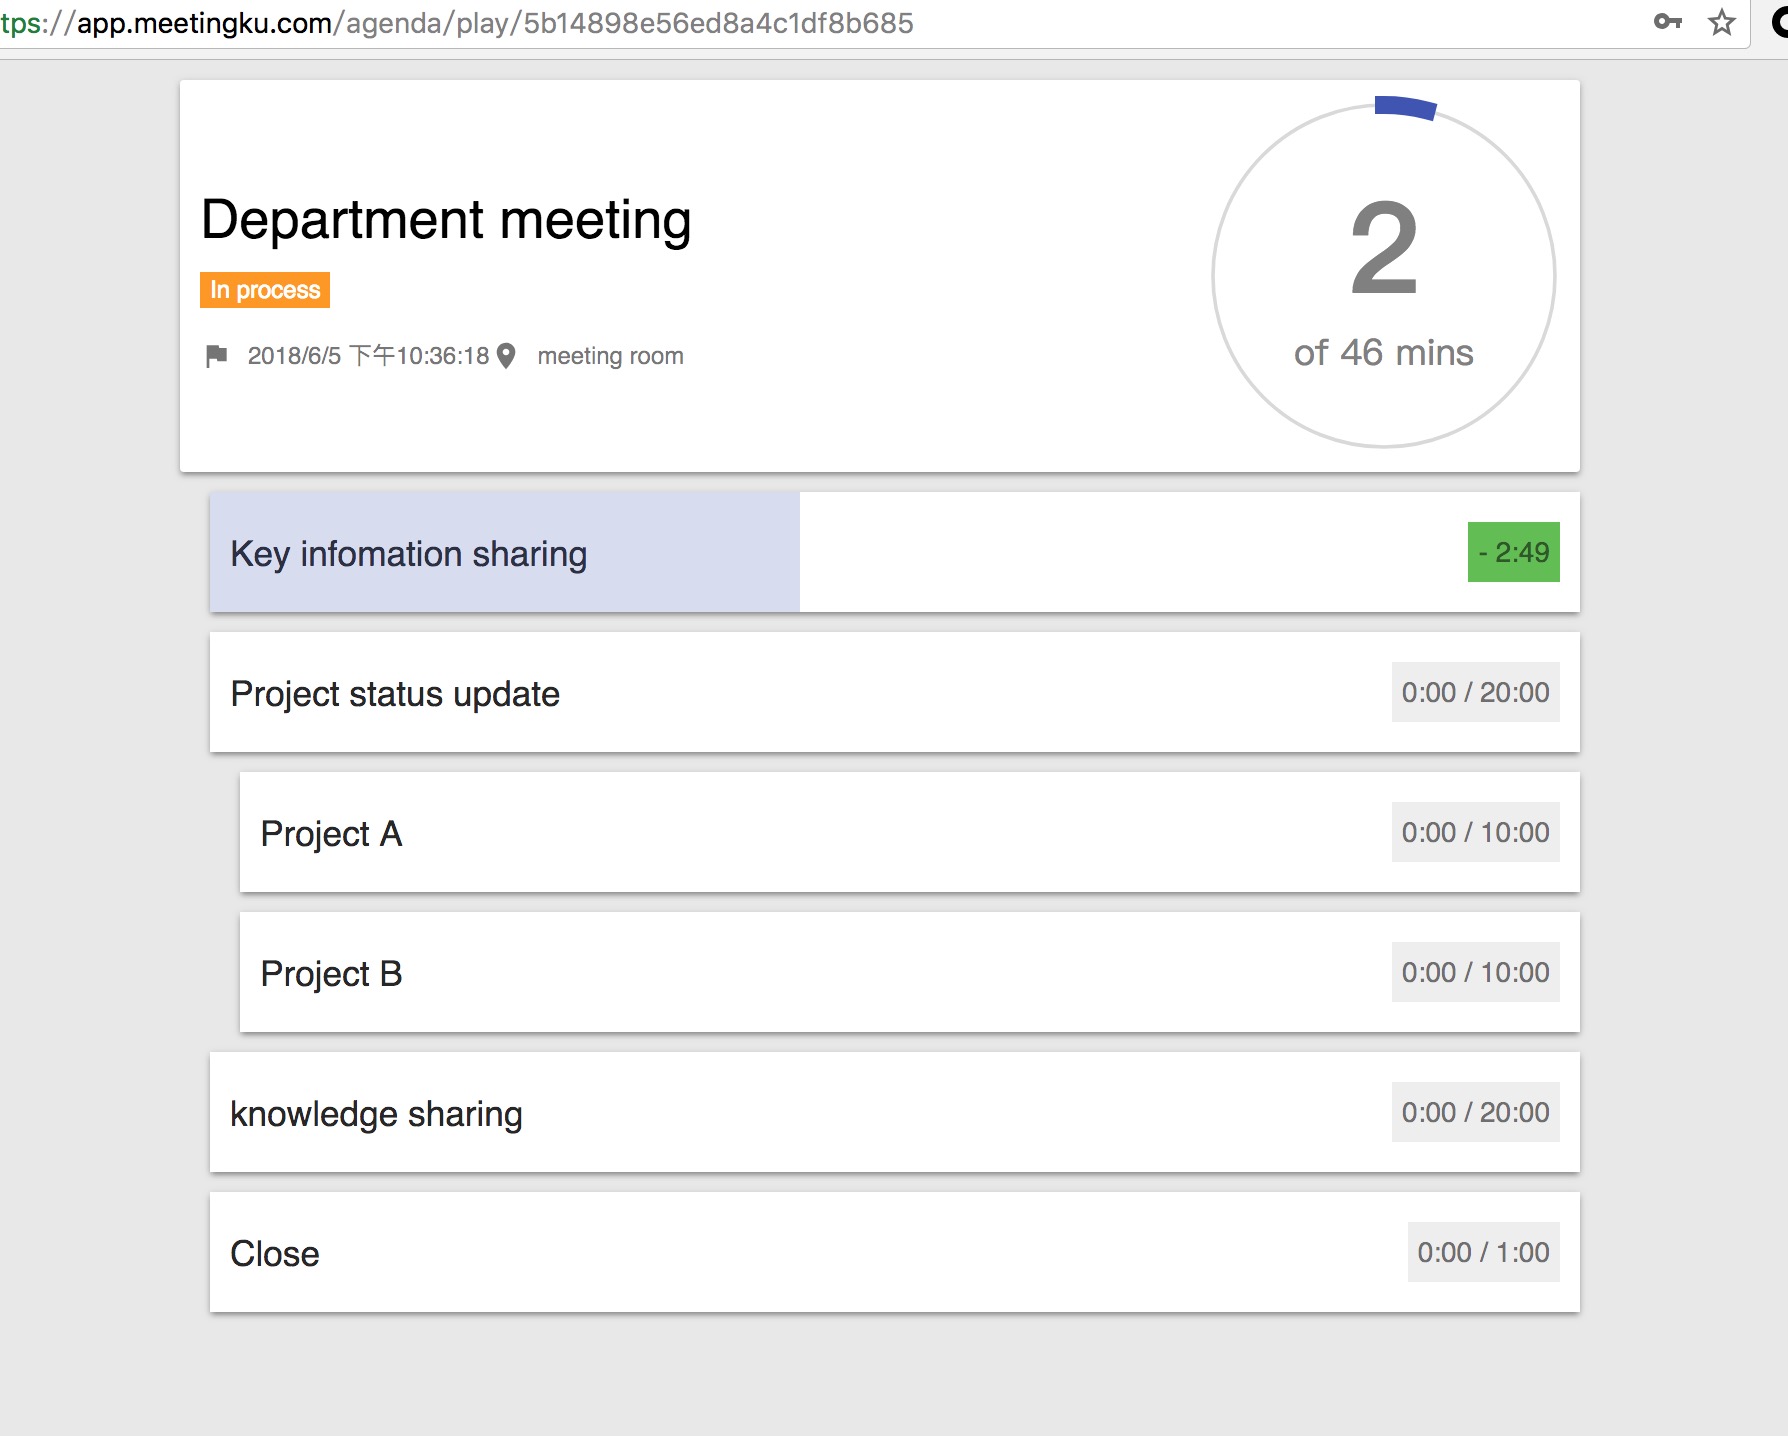 tps://app.meetingku.com/agenda/play/5b14898e56ed8a4c1df8b685
Department meeting
In process
2018/6/5 下午10:36:18 meeting room
2
of 46 mins
Key infomation sharing
- 2:49
Project status update
0:00 / 20:00
Project A
0:00 / 10:00
Project B
0:00 / 10:00
knowledge sharing
0:00 / 20:00
Close
0:00 / 1:00